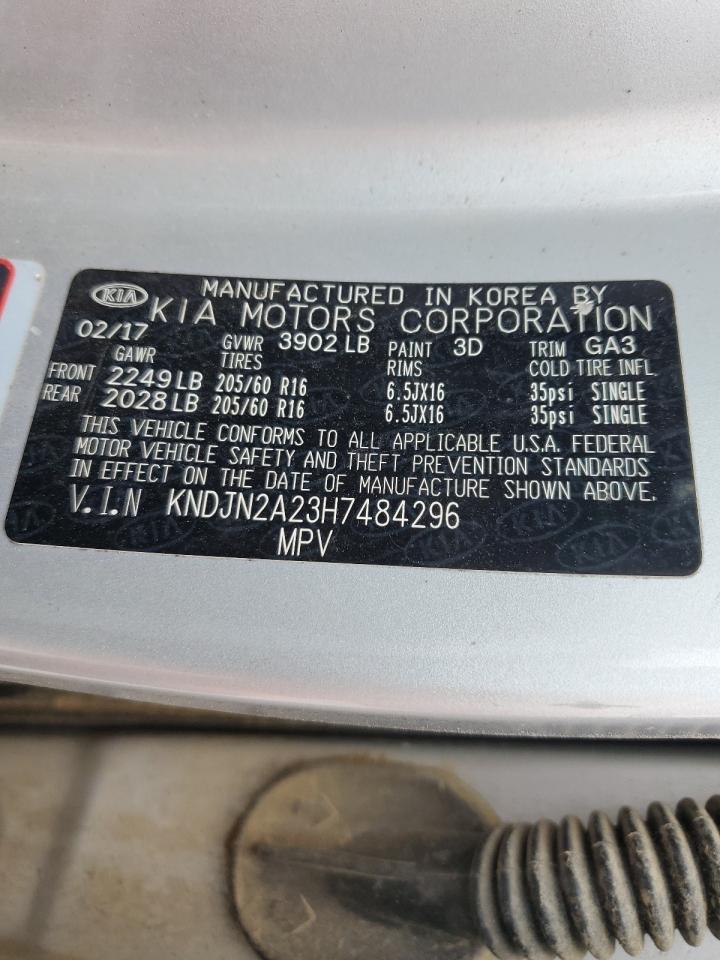 KIA MANUFACTURED IN KOREA BY
KIA MOTORS CORPORATION
02/17 GVWR 3902 LB PAINT 3D TRIM GA3
GAWR TIRES RIMS COLD TIRE INFL
FRONT 2249 LB 205/60 R16 6.5JX16 35psi SINGLE
REAR 2028 LB 205/60 R16 6.5JX16 35psi SINGLE
THIS VEHICLE CONFORMS TO ALL APPLICABLE U.S.A. FEDERAL
MOTOR VEHICLE SAFETY AND THEFT PREVENTION STANDARDS
IN EFFECT ON THE DATE OF MANUFACTURE SHOWN ABOVE.
V.I.N KNDJN2A23H7484296
MPV